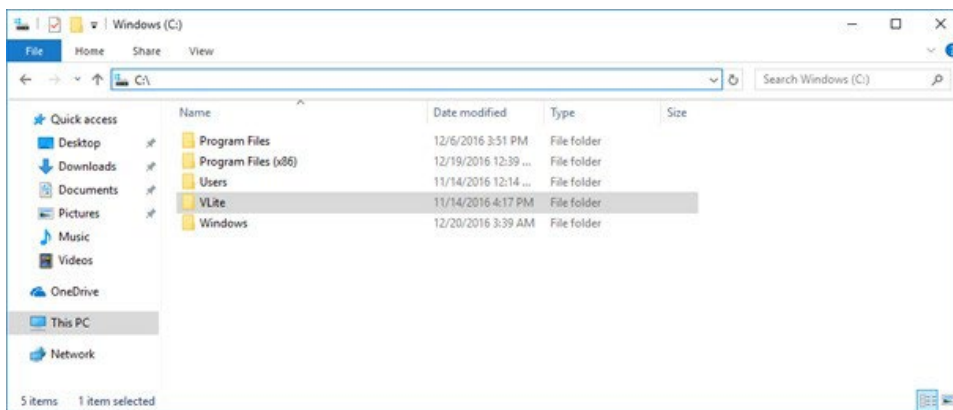 Windows (C:)
File Home Share View
C:\ Search Windows (C:)
Name Date modified Type Size
Quick access
Desktop
Downloads
Documents
Pictures
Music
Videos
OneDrive
This PC
Network
Program Files 12/6/2016 3:51 PM File folder
Program Files (x86) 12/19/2016 12:39 ... File folder
Users 11/14/2016 12:14 ... File folder
VLite 11/14/2016 4:17 PM File folder
Windows 12/20/2016 3:39 AM File folder
5 items 1 item selected